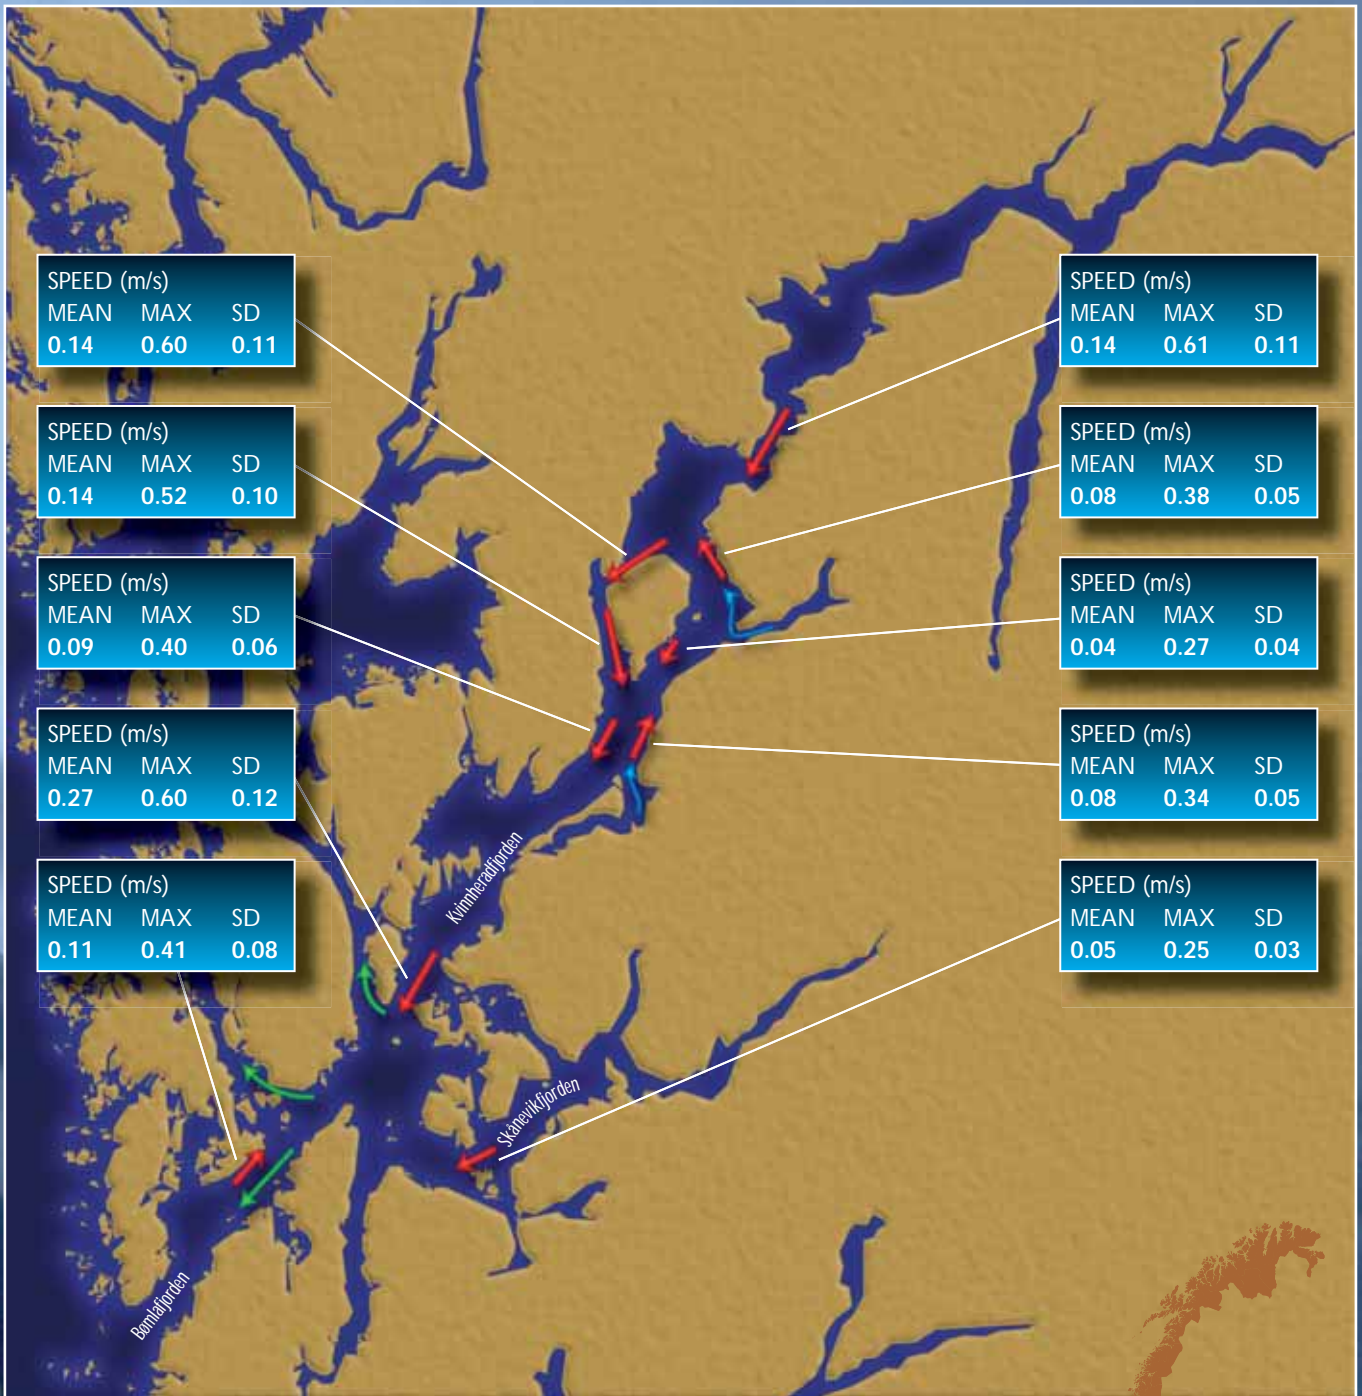 SPEED (m/s)
MEAN MAX SD
0.14 0.60 0.11
SPEED (m/s)
MEAN MAX SD
0.14 0.52 0.10
SPEED (m/s)
MEAN MAX SD
0.09 0.40 0.06
SPEED (m/s)
MEAN MAX SD
0.27 0.60 0.12
SPEED (m/s)
MEAN MAX SD
0.11 0.41 0.08
SPEED (m/s)
MEAN MAX SD
0.14 0.61 0.11
SPEED (m/s)
MEAN MAX SD
0.08 0.38 0.05
SPEED (m/s)
MEAN MAX SD
0.04 0.27 0.04
SPEED (m/s)
MEAN MAX SD
0.08 0.34 0.05
SPEED (m/s)
MEAN MAX SD
0.05 0.25 0.03
Kvinnheradfjorden
Skånevikfjorden
Bømlafjorden